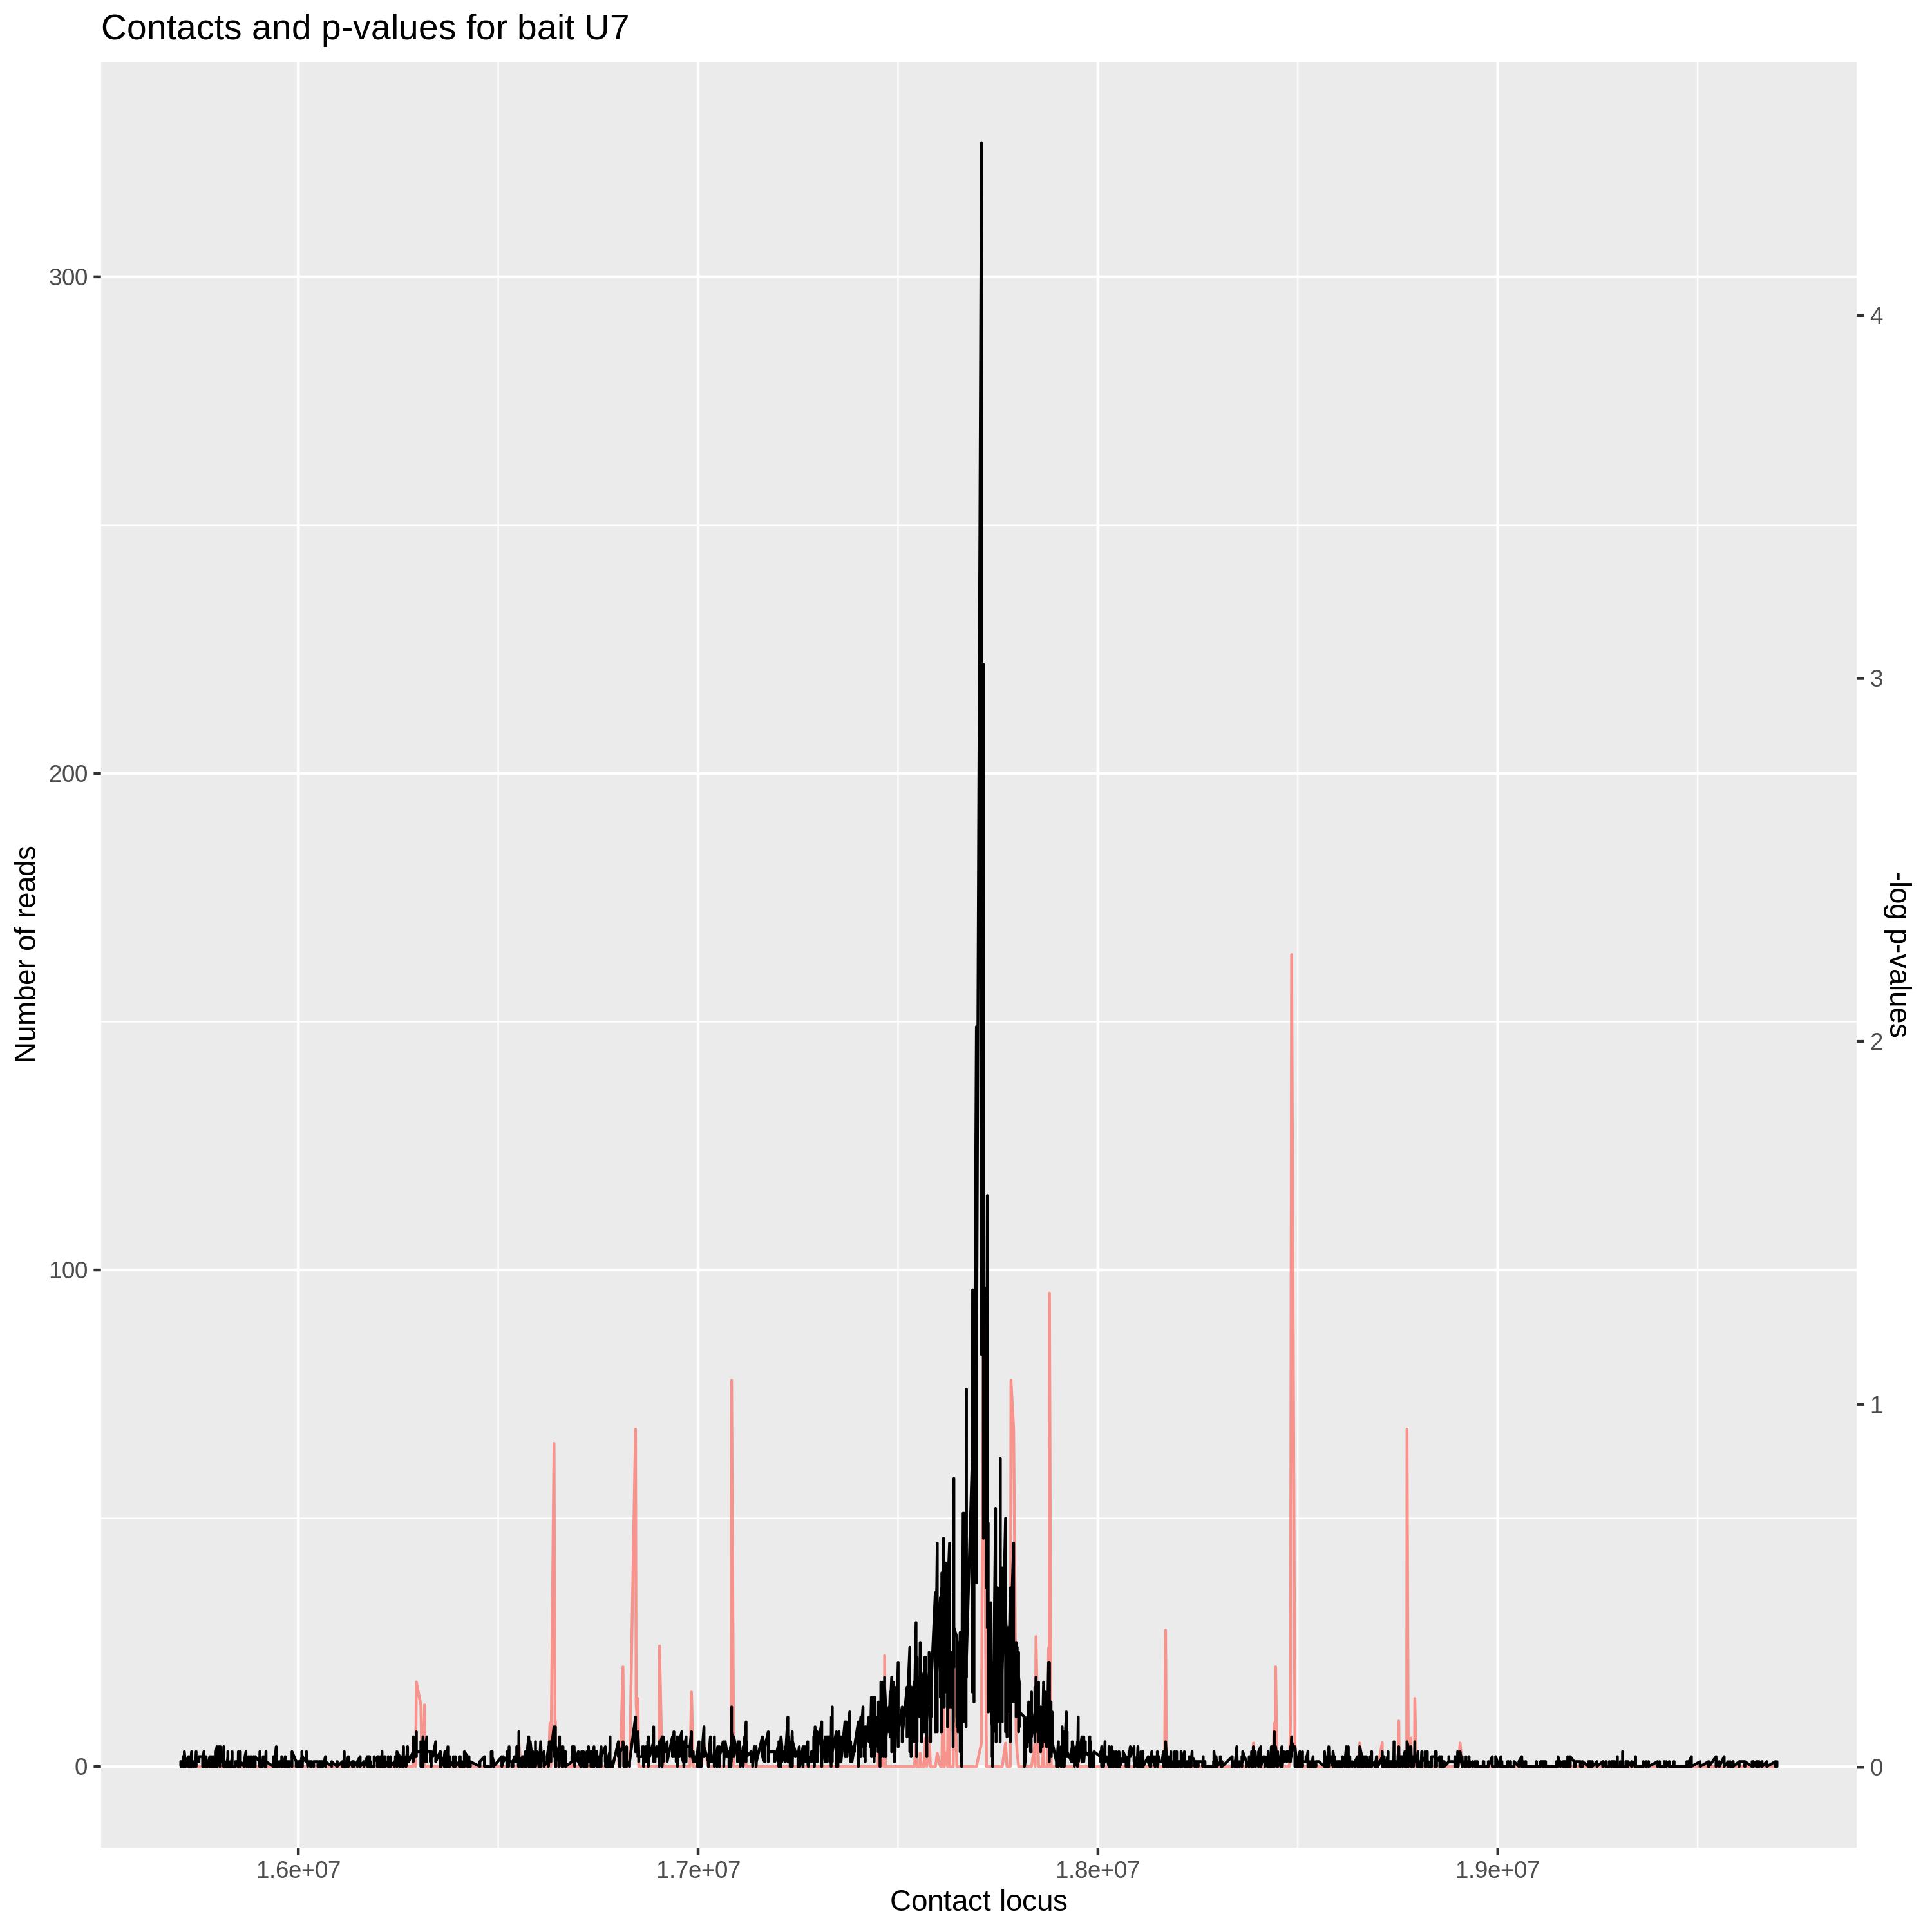 Contacts and p-values for bait U7
300
200
100
0
Number of reads
4
3
2
1
0
-log p-values
1.6e+07
1.7e+07
1.8e+07
1.9e+07
Contact locus